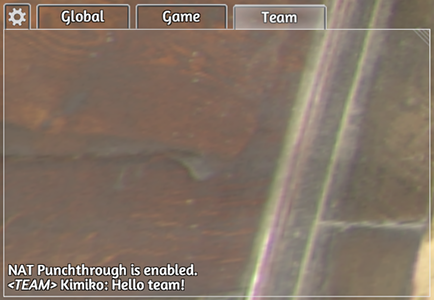 Global
Game
Team
NAT Punchthrough is enabled.
<TEAM> Kimiko: Hello team!